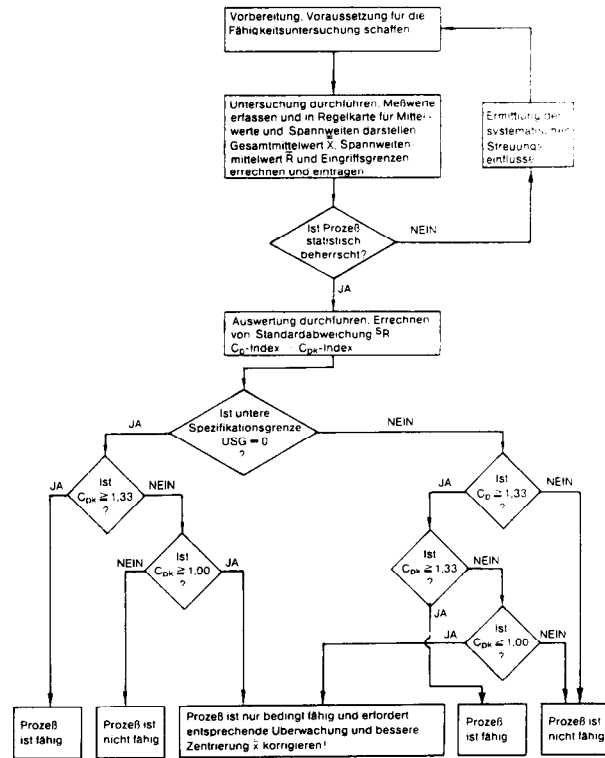 Vorbereitung. Voraussetzung für die
Fähigkeitsuntersuchung schaffen
Untersuchung durchführen. Meßwerte
erfassen und in Regelkarte für Mittel-
werte und Spannweiten darstellen
Gesamtmittelwert X̿, Spannweiten-
mittelwert R̄ und Eingriffsgrenzen
errechnen und eintragen
Ermittlung der
systematischen
Streuungs-
einflüsse
Ist Prozeß
statistisch
beherrscht?
NEIN
JA
Auswertung durchführen. Errechnen
von Standardabweichung SR
Cp-Index Cpk-Index
JA
Ist untere
Spezifikationsgrenze
USG = 0
?
NEIN
JA
Ist
Cpk ≧ 1,33
?
NEIN
JA
Ist
Cp ≧ 1,33
?
NEIN
NEIN
Ist
Cpk ≧ 1,00
?
JA
Ist
Cpk ≧ 1,33
?
NEIN
JA
JA
Ist
Cpk ≦ 1,00
?
NEIN
Prozeß
ist fähig
Prozeß ist
nicht fähig
Prozeß ist nur bedingt fähig und erfordert
entsprechende Überwachung und bessere
Zentrierung x̄ korrigieren!
Prozeß
ist fähig
Prozeß ist
nicht fähig